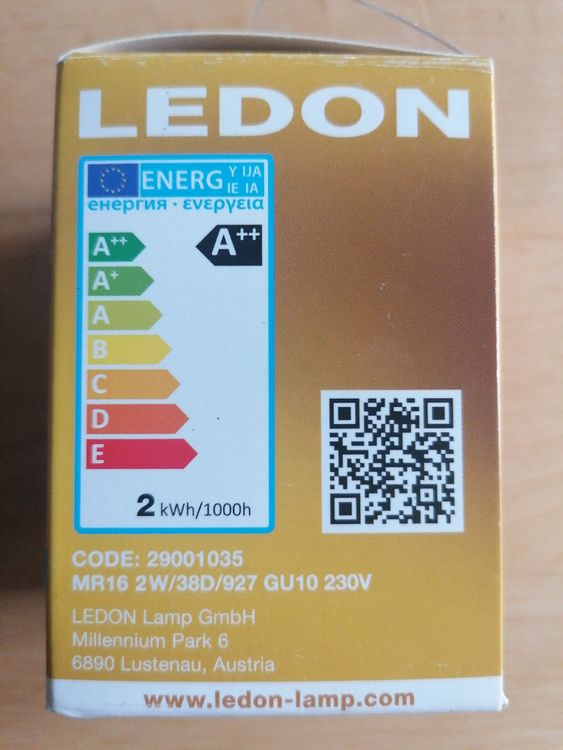 LEDON
ENERG Y IJA
IE IA
енергия · ενεργεια
A++
A++
A+
A
B
C
D
E
2 kWh/1000h
CODE: 29001035
MR16 2W/38D/927 GU10 230V
LEDON Lamp GmbH
Millennium Park 6
6890 Lustenau, Austria
www.ledon-lamp.com